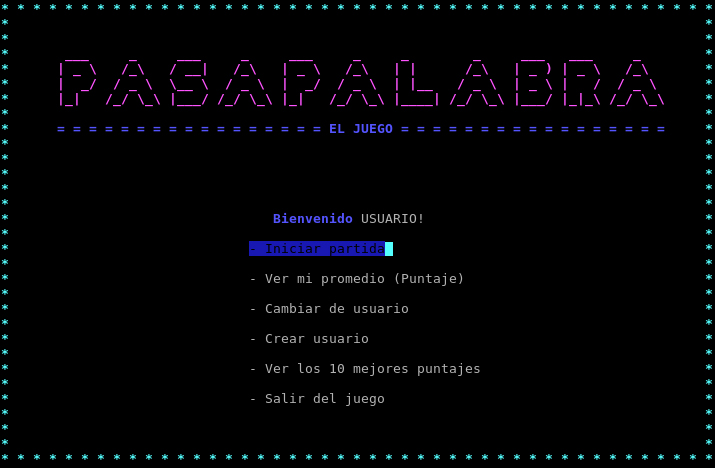 PASAPALABRA
= = = = = = = = = = = = = = = = = EL JUEGO = = = = = = = = = = = = = = = = =
Bienvenido USUARIO!
- Iniciar partida
- Ver mi promedio (Puntaje)
- Cambiar de usuario
- Crear usuario
- Ver los 10 mejores puntajes
- Salir del juego